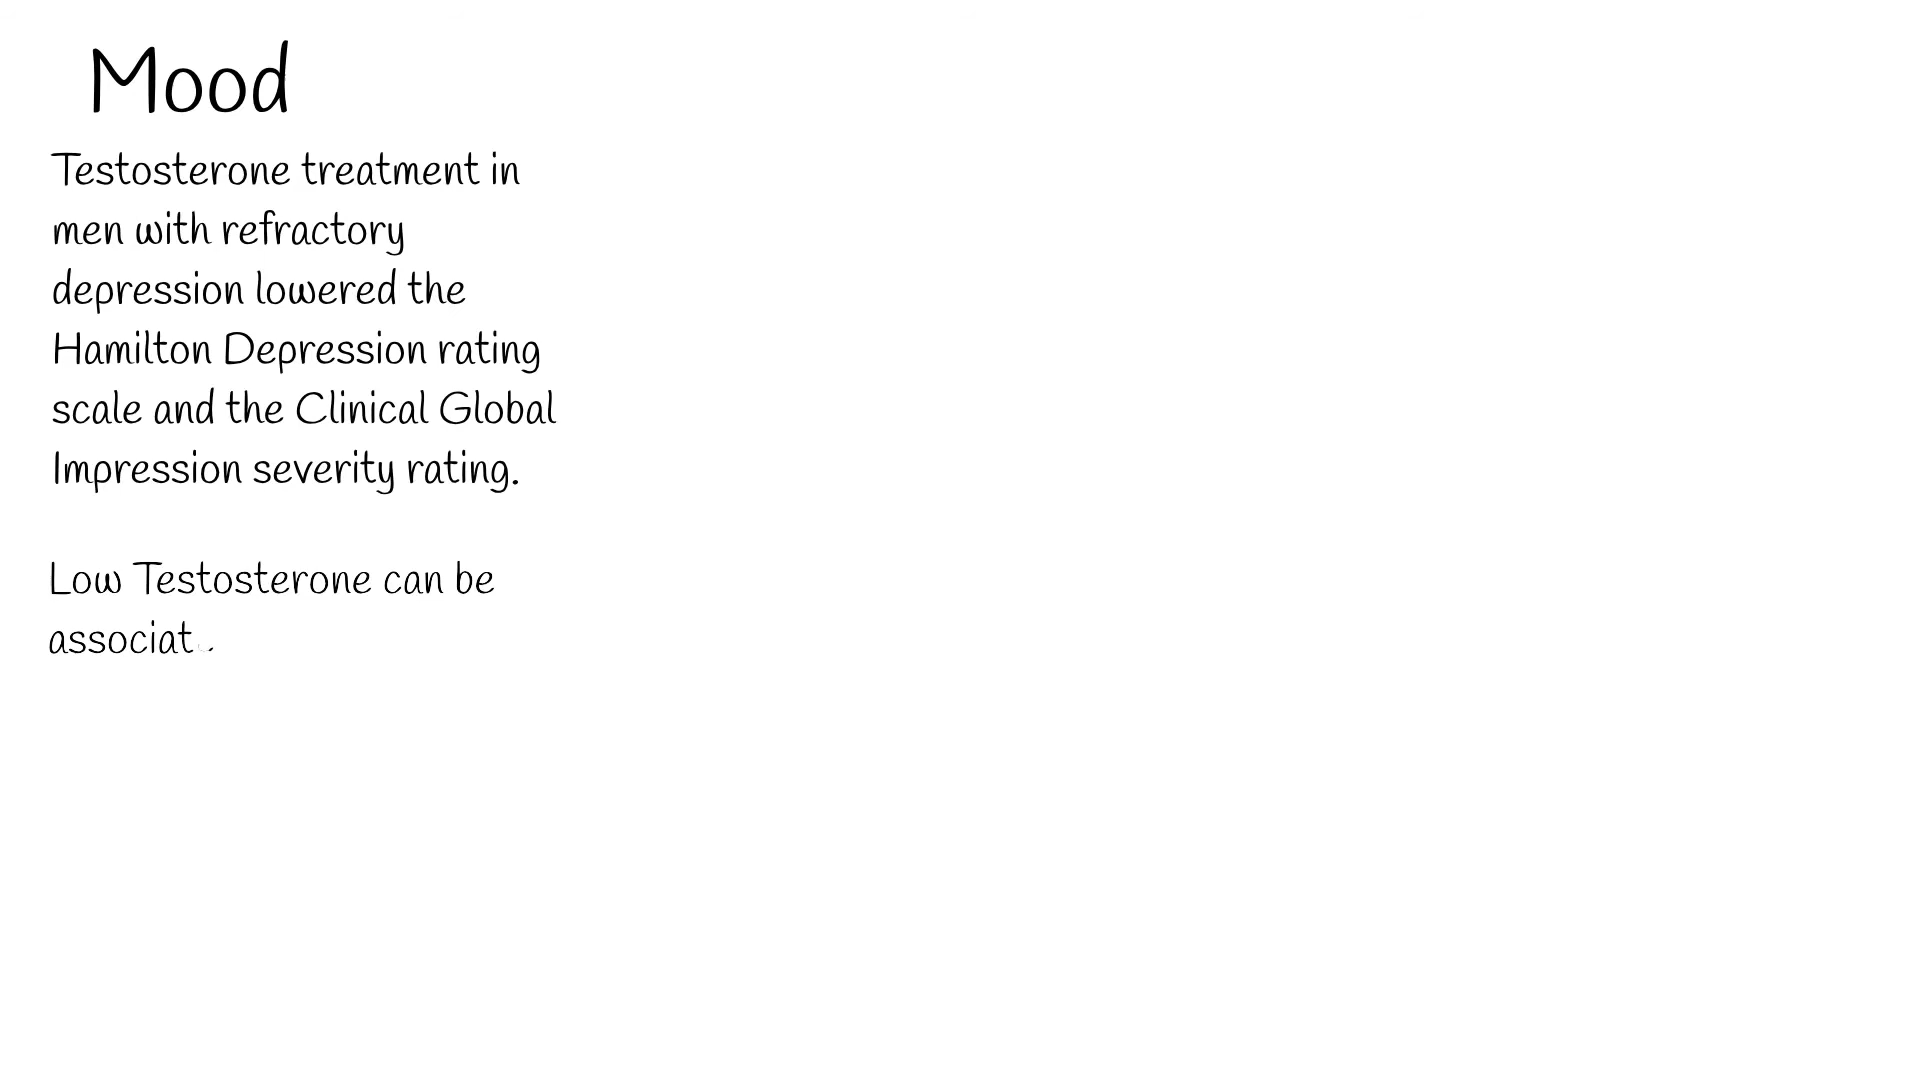 Mood
Testosterone treatment in
men with refractory
depression lowered the
Hamilton Depression rating
scale and the Clinical Global
Impression severity rating.
Low Testosterone can be
associat